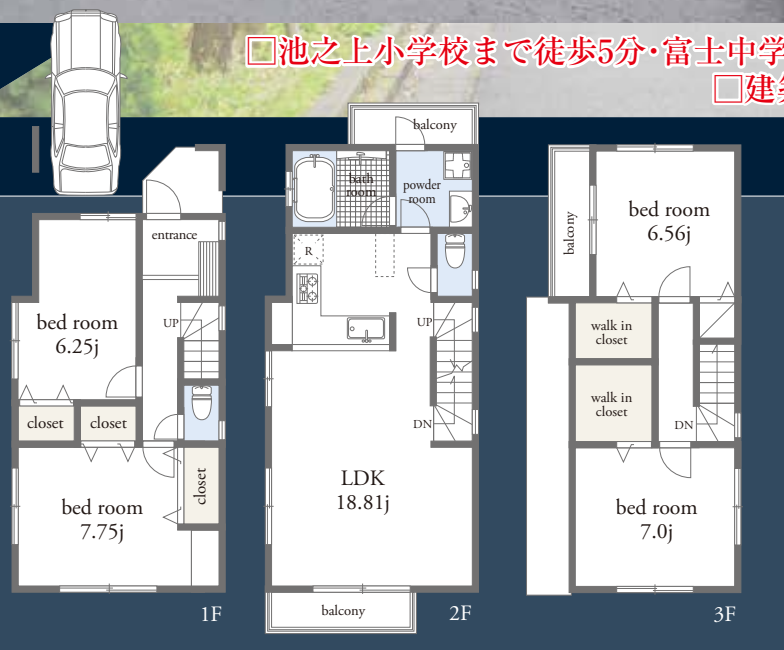 □池之上小学校まで徒歩5分・富士中学
□建築
entrance
bed room
6.25j
UP
closet
closet
closet
bed room
7.75j
1F
balcony
bath
room
powder
room
R
UP
DN
LDK
18.81j
balcony
2F
balcony
bed room
6.56j
walk in
closet
walk in
closet
DN
bed room
7.0j
3F